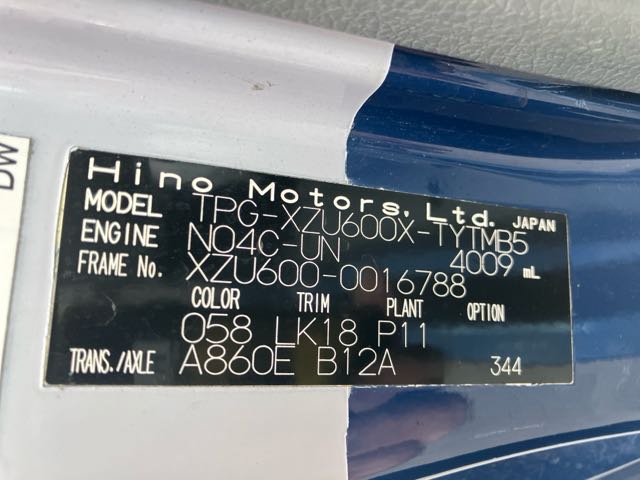 DW
Hino Motors, Ltd. JAPAN
MODEL TPG-XZU600X-TYTMB5
ENGINE N04C-UN 4009 mL
FRAME No. XZU600-0016788
COLOR TRIM PLANT OPTION
058 LK18 P11
TRANS./AXLE A860E B12A 344